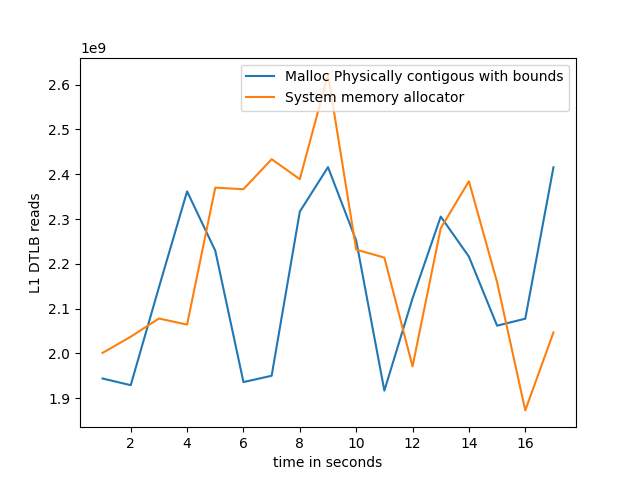 1e9
Malloc Physically contigous with bounds
System memory allocator
2.6
2.5
2.4
2.3
2.2
2.1
2.0
1.9
L1 DTLB reads
2 4 6 8 10 12 14 16
time in seconds